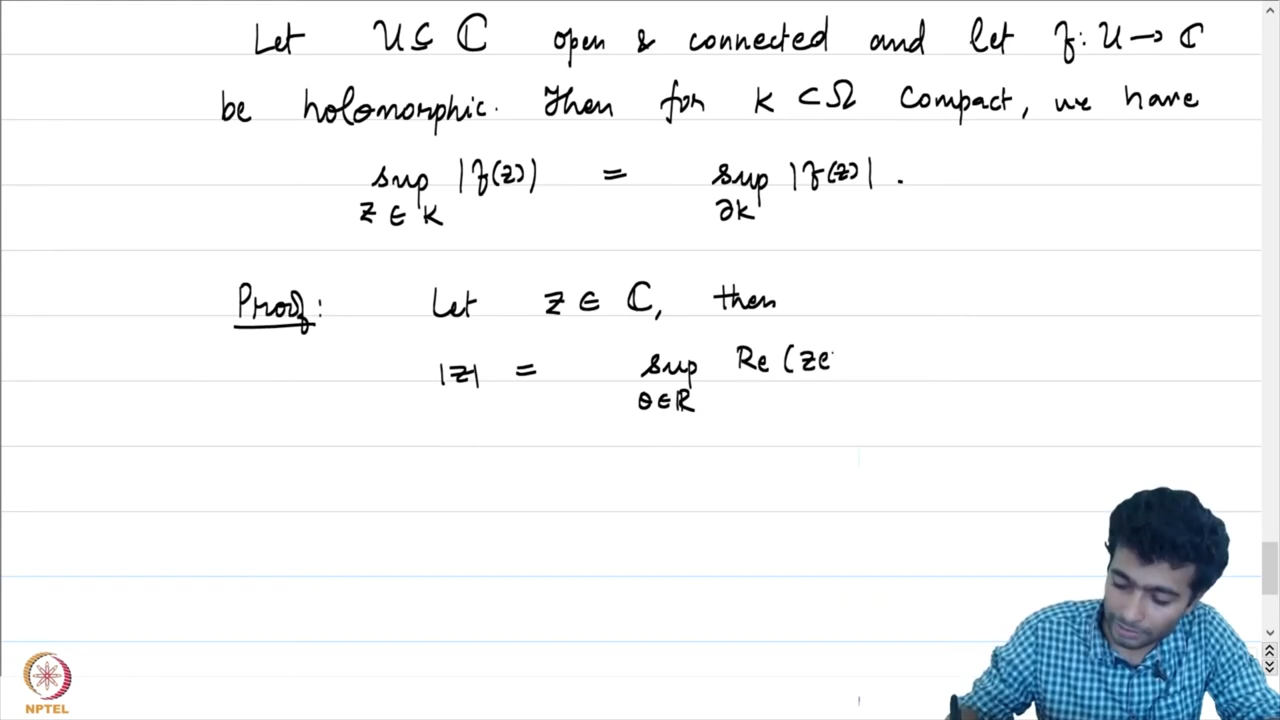 Let U ⊆ ℂ open & connected and let f: U → ℂ
be holomorphic. Then for K ⊂ Ω compact, we have
sup |f(z)| = sup |f(z)| .
z ∈ K ∂K
Proof: Let z ∈ ℂ, then
|z| = sup Re (ze
θ∈ℝ
NPTEL